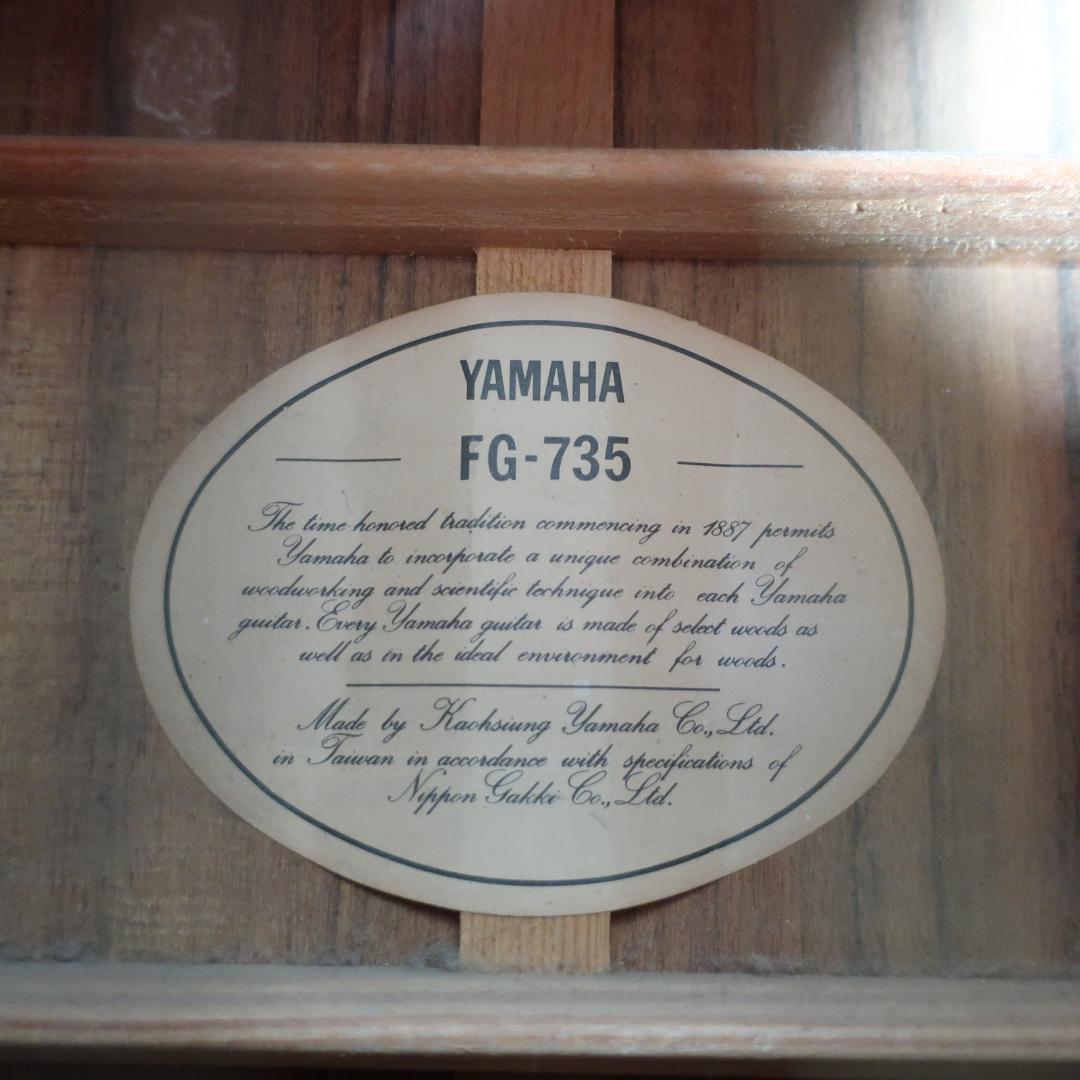 YAMAHA
FG-735
The time-honored tradition commencing in 1887 permits
Yamaha to incorporate a unique combination of
woodworking and scientific technique into each Yamaha
guitar. Every Yamaha guitar is made of select woods as
well as in the ideal environment for woods.
Made by Kaohsiung Yamaha Co., Ltd.
in Taiwan in accordance with specifications of
Nippon Gakki Co., Ltd.